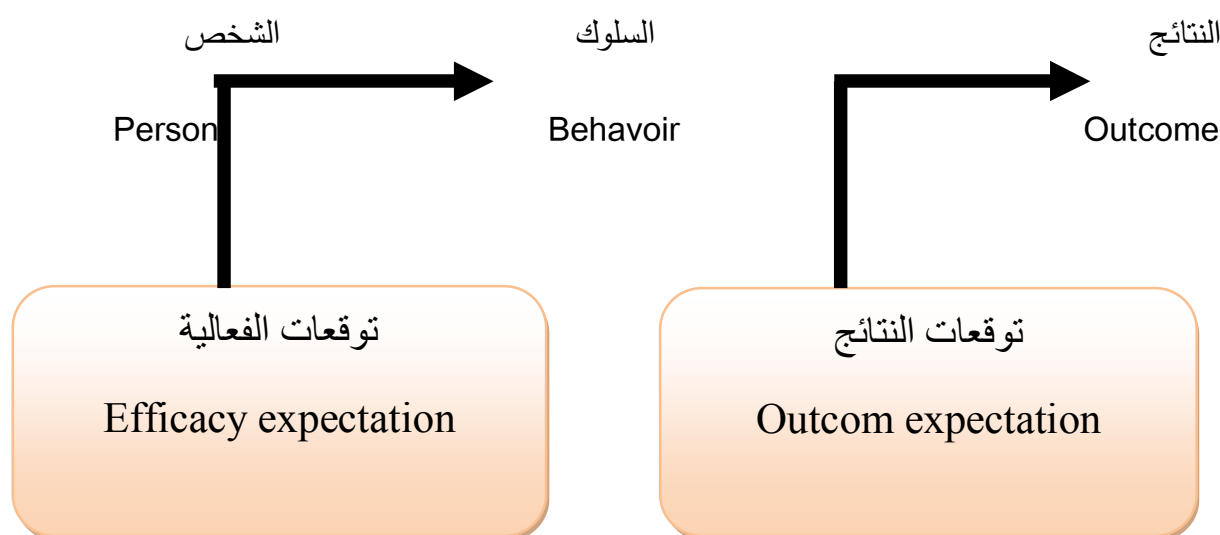 الشخص
السلوك
النتائج
Person
Behavoir
Outcome
توقعات الفعالية
Efficacy expectation
توقعات النتائج
Outcom expectation